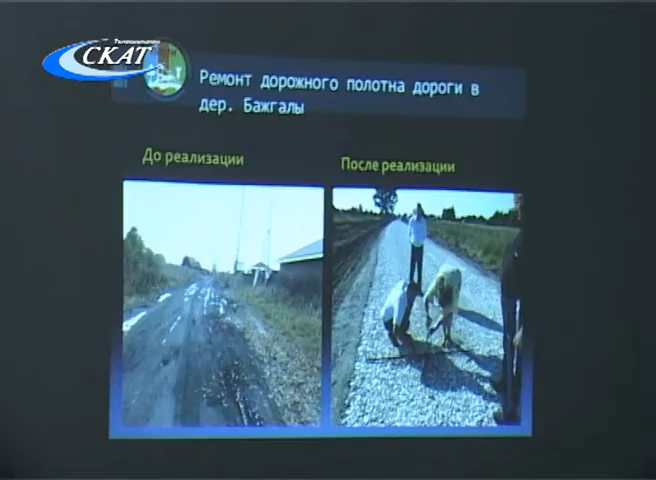 СКАТ
Ремонт дорожного полотна дороги в
дер. Бажгалы
До реализации
После реализации